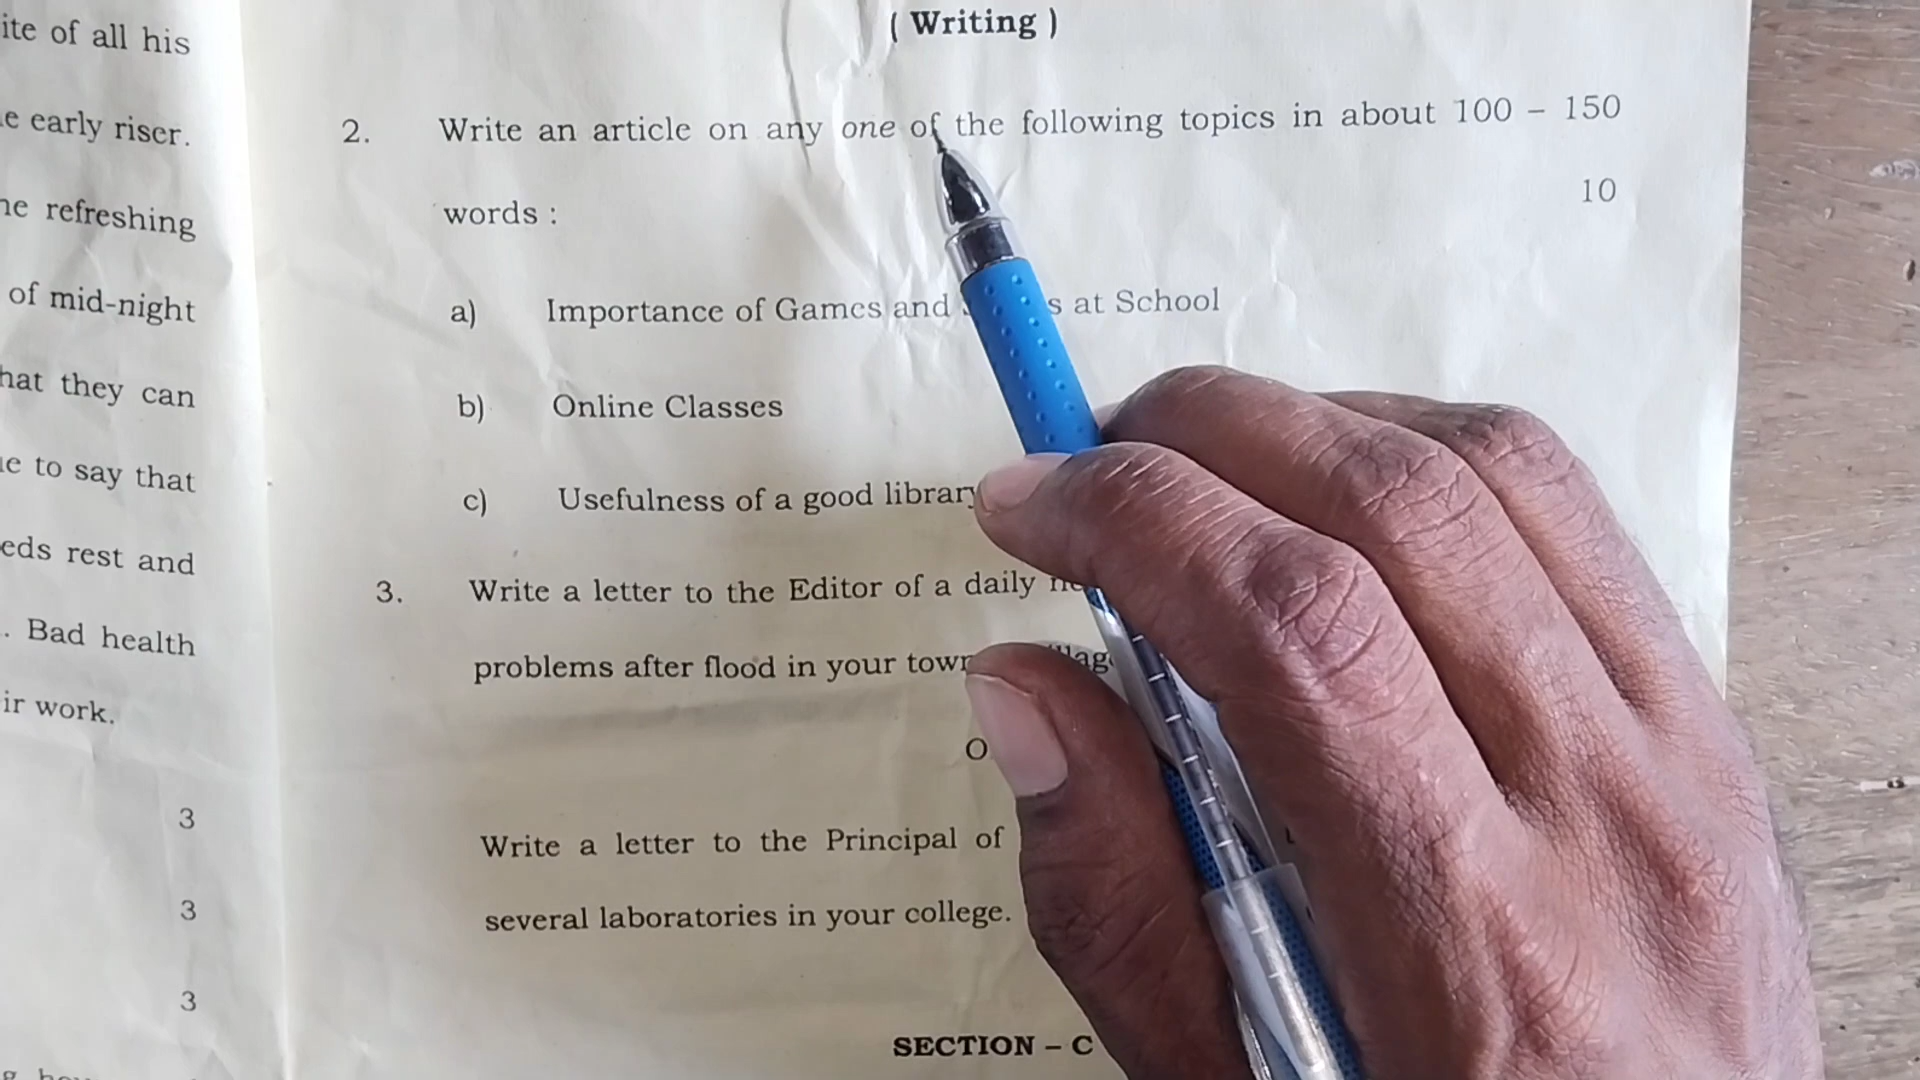 ite of all his
e early riser.
he refreshing
of mid-night
hat they can
ue to say that
eds rest and
. Bad health
ir work.
3
3
3
( Writing )
2. Write an article on any one of the following topics in about 100 – 150
words : 10
a) Importance of Games and s at School
b) Online Classes
c) Usefulness of a good library
3. Write a letter to the Editor of a daily
problems after flood in your town
O
Write a letter to the Principal of
several laboratories in your college.
SECTION – C